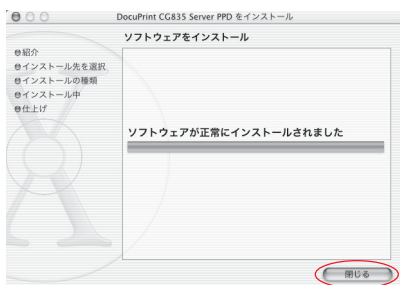 DocuPrint CG835 Server PPD をインストール
ソフトウェアをインストール
紹介
インストール先を選択
インストールの種類
インストール中
仕上げ
ソフトウェアが正常にインストールされました
閉じる